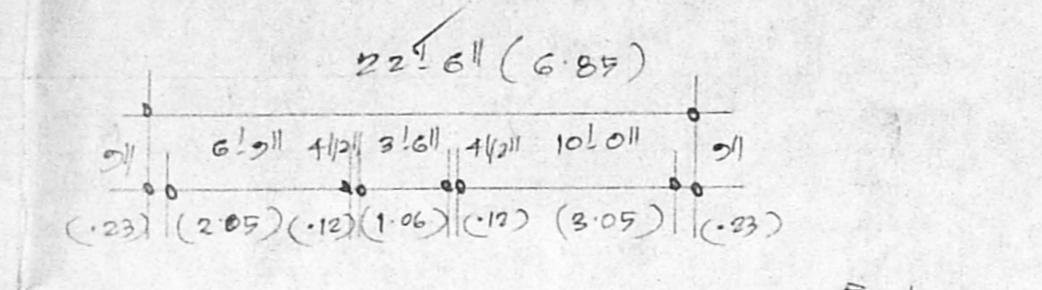 22'-6" (6.85)
9" 6'-9" 4½" 3'-6" 4½" 10'-0" 9"
(.23) (2.05) (.12) (1.06) (.12) (3.05) (.23)